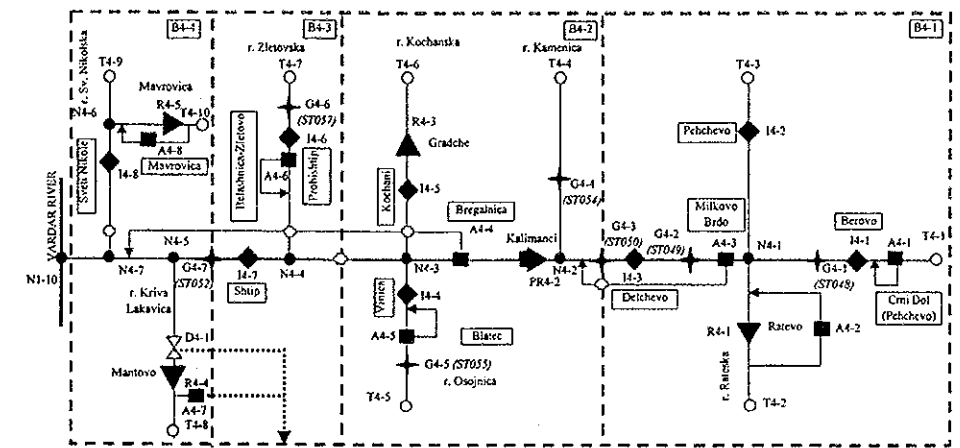 B4-4
B4-3
B4-2
B4-1
r. Sv. Nikolska
r. Zletovska
r. Kochanska
r. Kamenica
T4-9
T4-7
T4-6
T4-4
T4-3
Mavrovica
R4-5
T4-10
N4-6
A4-8
Mavrovica
Sveti Nikole
I4-8
G4-6
(ST057)
I4-6
A4-6
Probishtip
R4-3
Gradche
Kochani
I4-5
Bregalnica
A4-4
G4-4
(ST054)
Pehchevo
I4-2
Milkovo
Brdo
Berovo
VARDAR RIVER
N4-5
N4-7
G4-7
(ST052)
I4-7
Shtip
N4-4
N4-3
Kalimanci
PR4-2
N4-2
G4-3
(ST050)
I4-3
Delchevo
G4-2
(ST049)
A4-3
N4-1
I4-1
G4-1
(ST048)
A4-1
T4-1
Crni Dol
(Pehchevo)
N1-10
r. Kriva
Lakavica
D4-1
Mantovo
R4-4
A4-7
T4-8
Vinica
I4-4
A4-5
Blatec
G4-5 (ST055)
r. Osojnica
T4-5
R4-1
Ratevo
A4-2
r. Rateska
T4-2